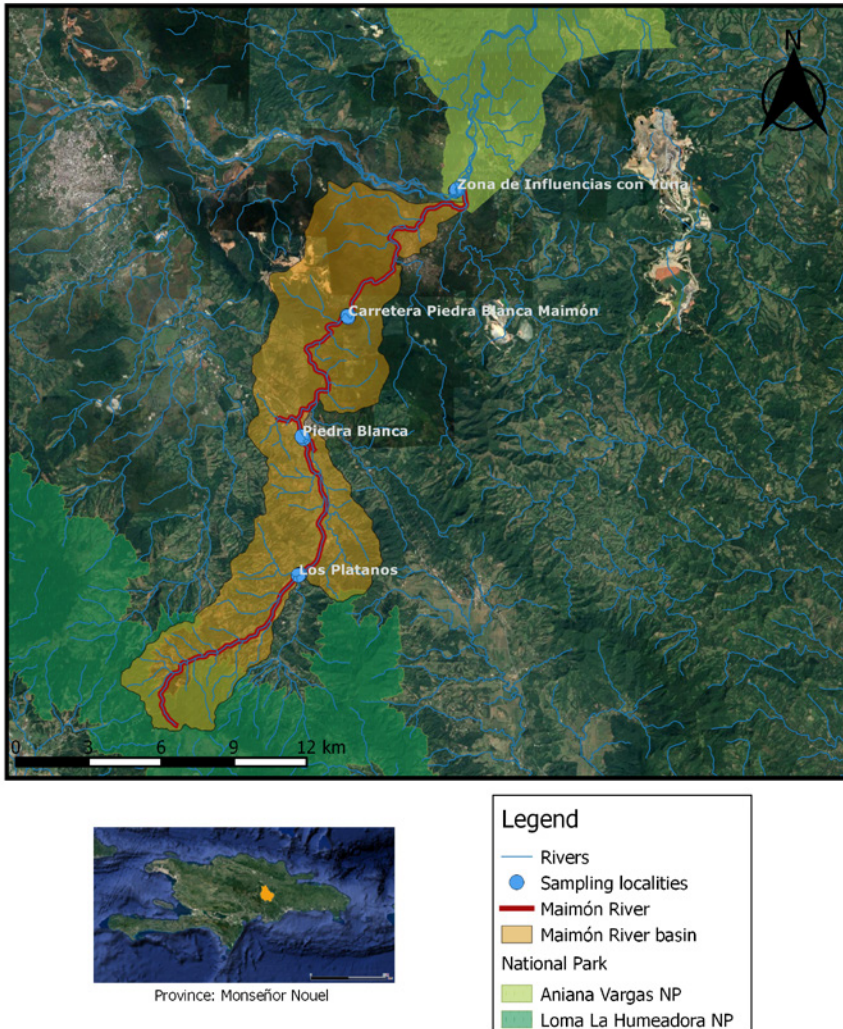 N
Zona de Influencias con Yuna
Carretera Piedra Blanca Maimón
Piedra Blanca
Los Platanos
0 3 6 9 12 km
Province: Monseñor Nouel
Legend
Rivers
Sampling localities
Maimón River
Maimón River basin
National Park
Aniana Vargas NP
Loma La Humeadora NP